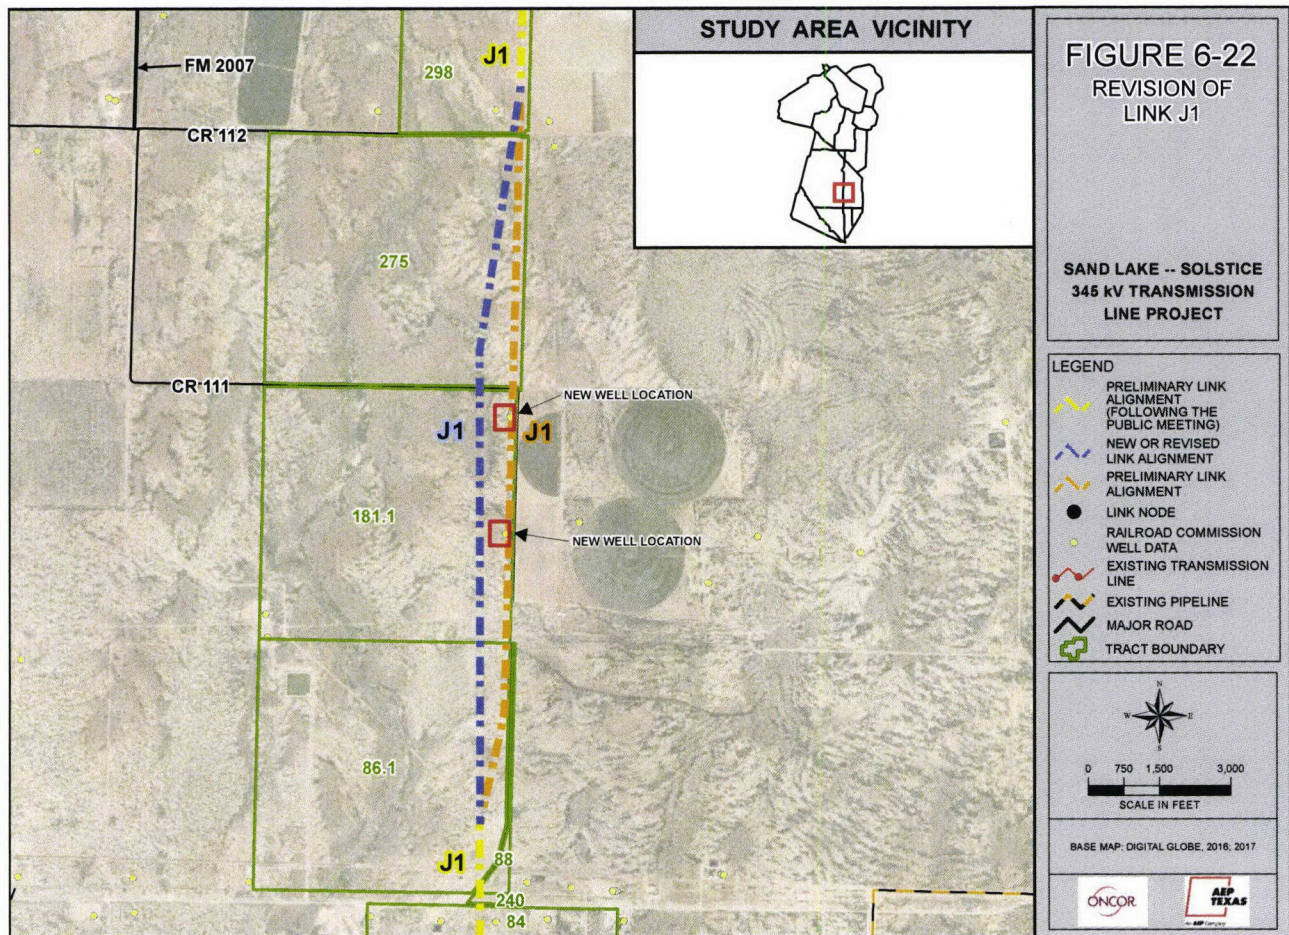 J1
298
FM 2007
CR 112
275
CR 111
NEW WELL LOCATION
J1
J1
181.1
NEW WELL LOCATION
86.1
J1
88
240
84
STUDY AREA VICINITY
FIGURE 6-22
REVISION OF
LINK J1
SAND LAKE -- SOLSTICE
345 kV TRANSMISSION
LINE PROJECT
LEGEND
PRELIMINARY LINK
ALIGNMENT
(FOLLOWING THE
PUBLIC MEETING)
NEW OR REVISED
LINK ALIGNMENT
PRELIMINARY LINK
ALIGNMENT
LINK NODE
RAILROAD COMMISSION
WELL DATA
EXISTING TRANSMISSION
LINE
EXISTING PIPELINE
MAJOR ROAD
TRACT BOUNDARY
N
W E
S
0 750 1,500 3,000
SCALE IN FEET
BASE MAP: DIGITAL GLOBE, 2016; 2017
ONCOR
AEP
TEXAS
An AEP Company